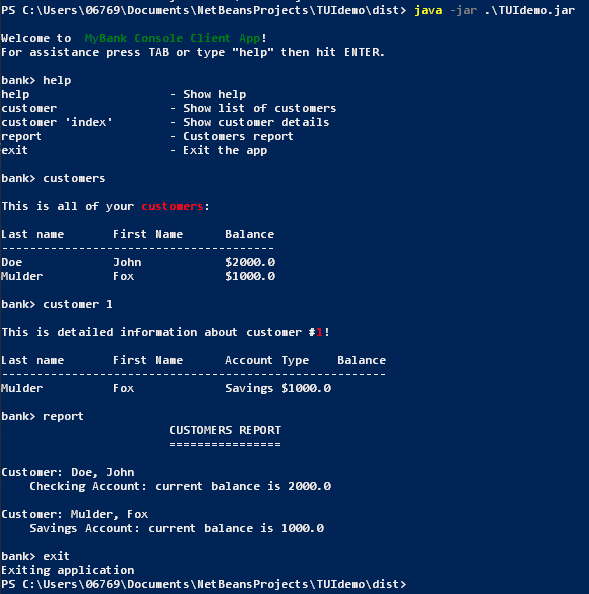 PS C:\Users\06769\Documents\NetBeansProjects\TUIdemo\dist> java -jar .\TUIdemo.jar
Welcome to  MyBank Console Client App!
For assistance press TAB or type "help" then hit ENTER.
bank> help
help                    - Show help
customer                - Show list of customers
customer 'index'        - Show customer details
report                  - Customers report
exit                    - Exit the app
bank> customers
This is all of your customers:
Last name       First Name      Balance
---------------------------------------
Doe             John            $2000.0
Mulder          Fox             $1000.0
bank> customer 1
This is detailed information about customer #1!
Last name       First Name      Account Type    Balance
-------------------------------------------------------
Mulder          Fox             Savings $1000.0
bank> report
                        CUSTOMERS REPORT
                        ================
Customer: Doe, John
    Checking Account: current balance is 2000.0
Customer: Mulder, Fox
    Savings Account: current balance is 1000.0
bank> exit
Exiting application
PS C:\Users\06769\Documents\NetBeansProjects\TUIdemo\dist>